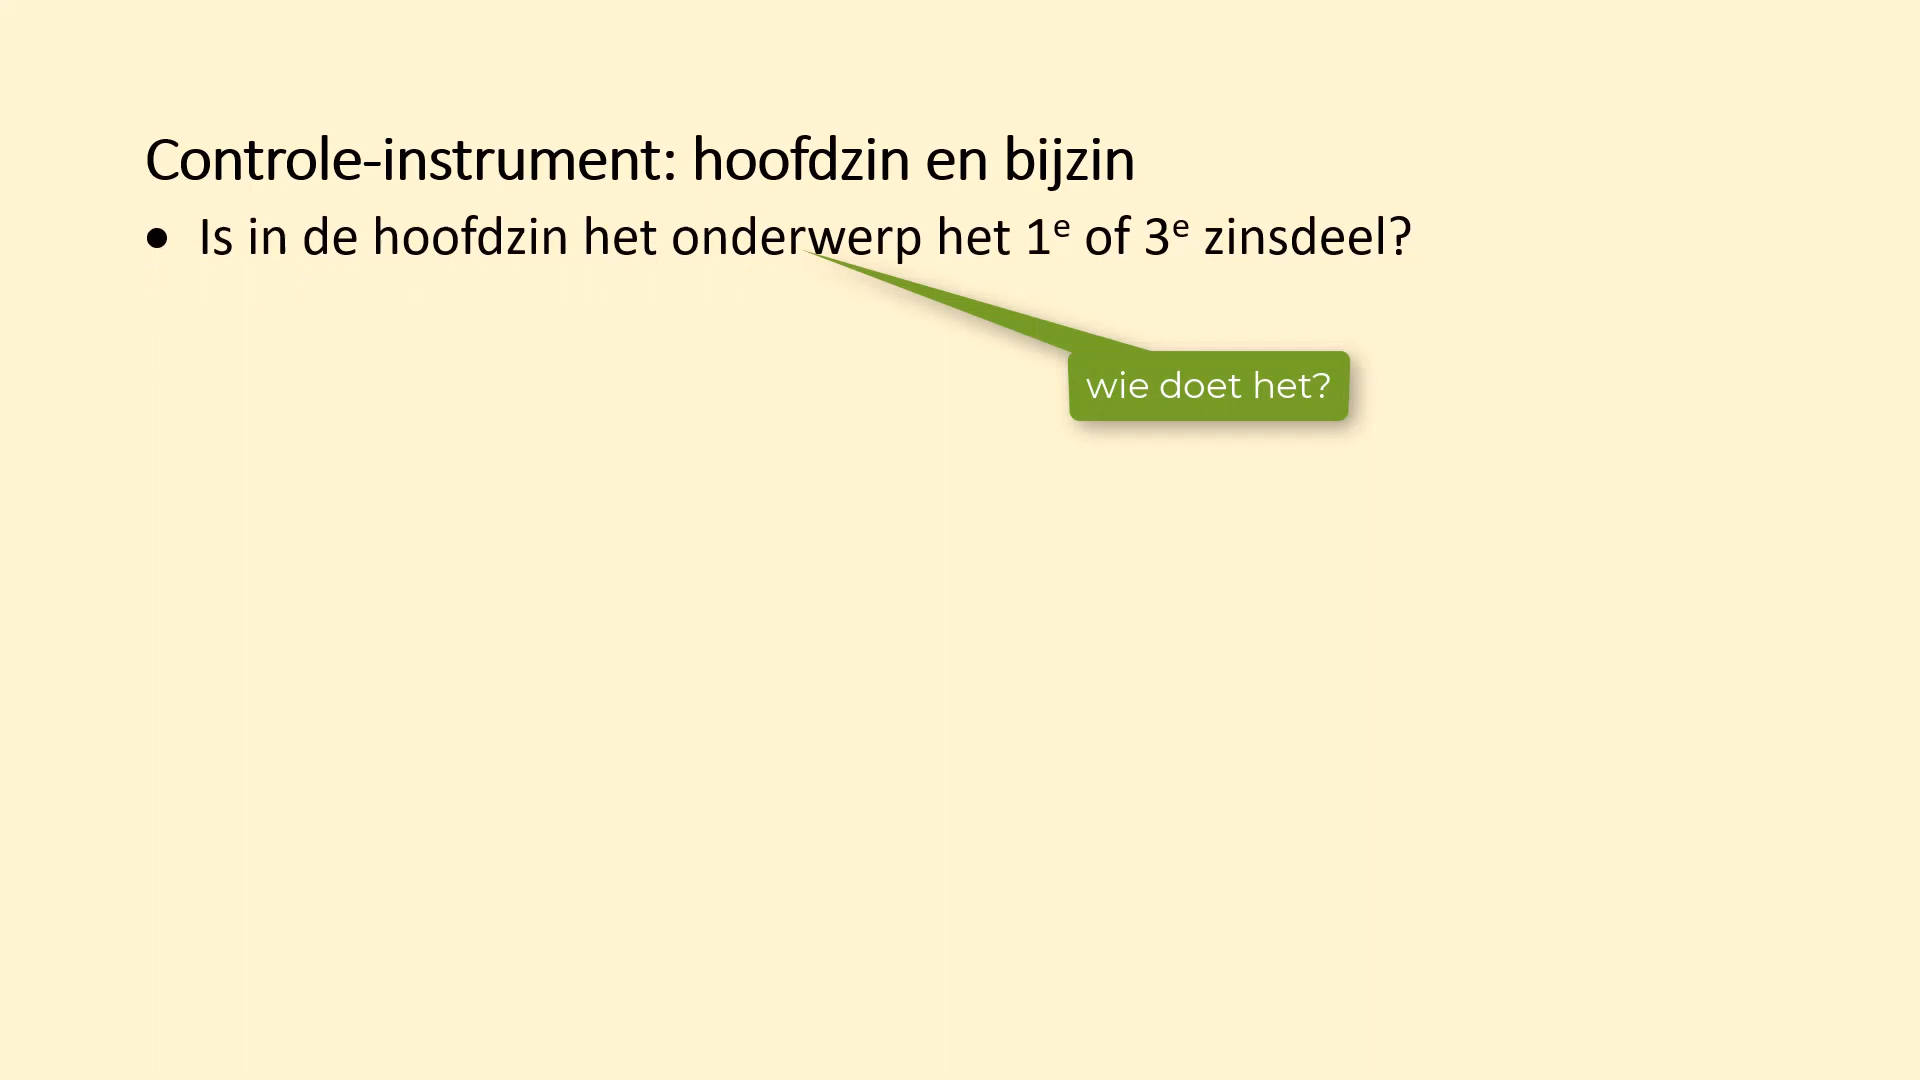 Controle-instrument: hoofdzin en bijzin
● Is in de hoofdzin het onderwerp het 1ᵉ of 3ᵉ zinsdeel?
wie doet het?